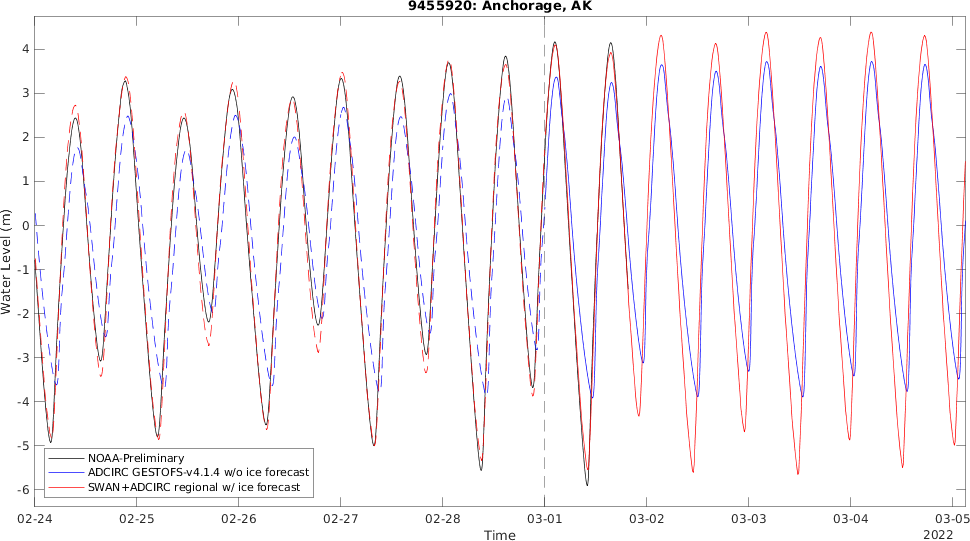 9455920: Anchorage, AK
4
3
2
1
0
-1
-2
-3
-4
-5
-6
Water Level (m)
NOAA-Preliminary
ADCIRC GESTOFS-v4.1.4 w/o ice forecast
SWAN+ADCIRC regional w/ ice forecast
02-24 02-25 02-26 02-27 02-28 03-01 03-02 03-03 03-04 03-05
Time
2022